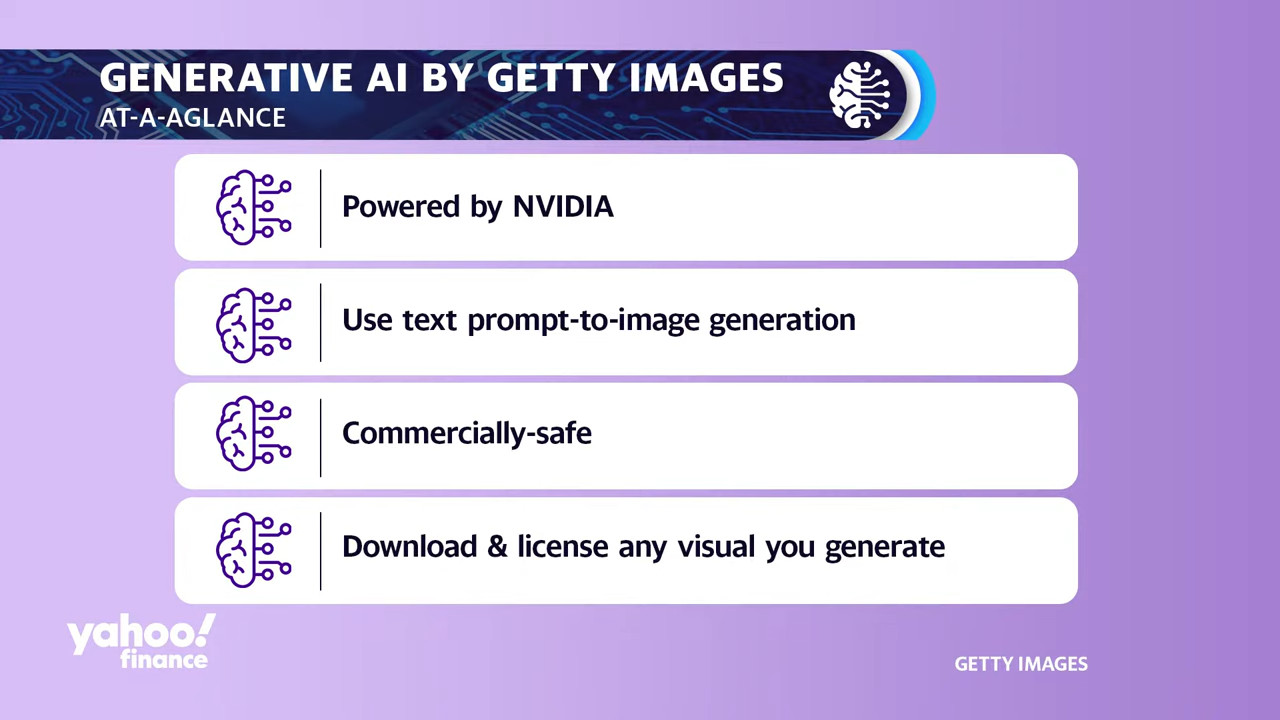 GENERATIVE AI BY GETTY IMAGES
AT-A-AGLANCE
Powered by NVIDIA
Use text prompt-to-image generation
Commercially-safe
Download & license any visual you generate
yahoo!
finance
GETTY IMAGES